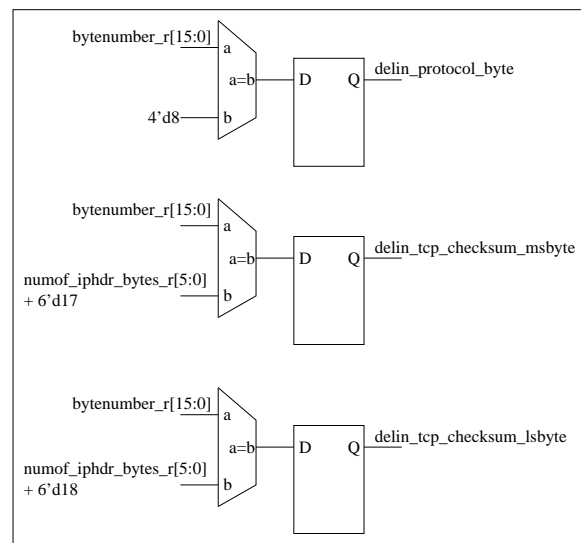 bytenumber_r[15:0]
a
a=b
D
Q
delin_protocol_byte
4'd8
b
bytenumber_r[15:0]
a
a=b
D
Q
delin_tcp_checksum_msbyte
numof_iphdr_bytes_r[5:0]
+ 6'd17
b
bytenumber_r[15:0]
a
a=b
D
Q
delin_tcp_checksum_lsbyte
numof_iphdr_bytes_r[5:0]
+ 6'd18
b